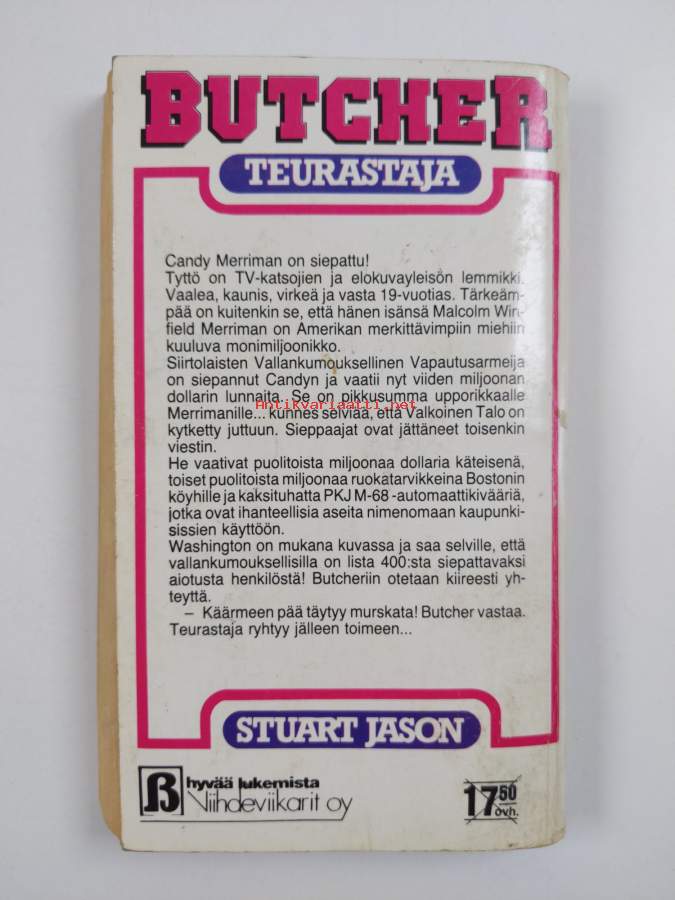 BUTCHER
TEURASTAJA
Candy Merriman on siepattu!
Tyttö on TV-katsojien ja elokuvayleisön lemmikki.
Vaalea, kaunis, virkeä ja vasta 19-vuotias. Tärkeäm-
pää on kuitenkin se, että hänen isänsä Malcolm Win-
field Merriman on Amerikan merkittävimpiin miehiin
kuuluva monimiljoonikko.
Siirtolaisten Vallankumouksellinen Vapautusarmeija
on siepannut Candyn ja vaatii nyt viiden miljoonan
dollarin lunnaita. Se on pikkusumma upporikkaalle
Antikvariaatti.net
Merrimanille... kunnes selviää, että Valkoinen Talo on
kytketty juttuun. Sieppaajat ovat jättäneet toisenkin
viestin.
He vaativat puolitoista miljoonaa dollaria käteisenä,
toiset puolitoista miljoonaa ruokatarvikkeina Bostonin
köyhille ja kaksituhatta PKJ M-68 -automaattikivääriä,
jotka ovat ihanteellisia aseita nimenomaan kaupunki-
sissien käyttöön.
Washington on mukana kuvassa ja saa selville, että
vallankumouksellisilla on lista 400:sta siepattavaksi
aiotusta henkilöstä! Butcheriin otetaan kiireesti yh-
teyttä.
– Käärmeen pää täytyy murskata! Butcher vastaa.
Teurastaja ryhtyy jälleen toimeen...
STUART JASON
hyvää lukemista
Viihdeviikarit oy
17 50
ovh.